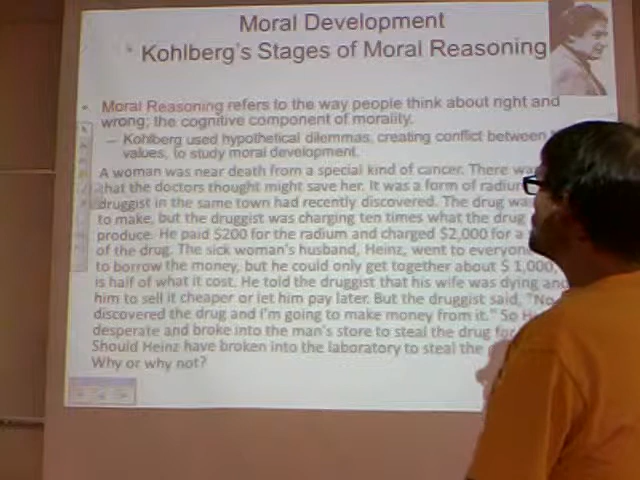 Moral Development
Kohlberg's Stages of Moral Reasoning
Moral Reasoning refers to the way people think about right and
wrong; the cognitive component of morality.
– Kohlberg used hypothetical dilemmas, creating conflict between
values, to study moral development.
A woman was near death from a special kind of cancer. There
that the doctors thought might save her. It was a form of
druggist in the same town had recently discovered. The drug
to make, but the druggist was charging ten times what the drug
produce. He paid $200 for the radium and charged $2,000 for a
of the drug. The sick woman's husband, Heinz, went to
to borrow the money, but he could only get together about $ 1,000,
is half of what it cost. He told the druggist that his wife was dying
him to sell it cheaper or let him pay later. But the druggist said, "No
discovered the drug and I'm going to make money from it." So
desperate and broke into the man's store to steal the drug
Should Heinz have broken into the laboratory to steal the
Why or why not?